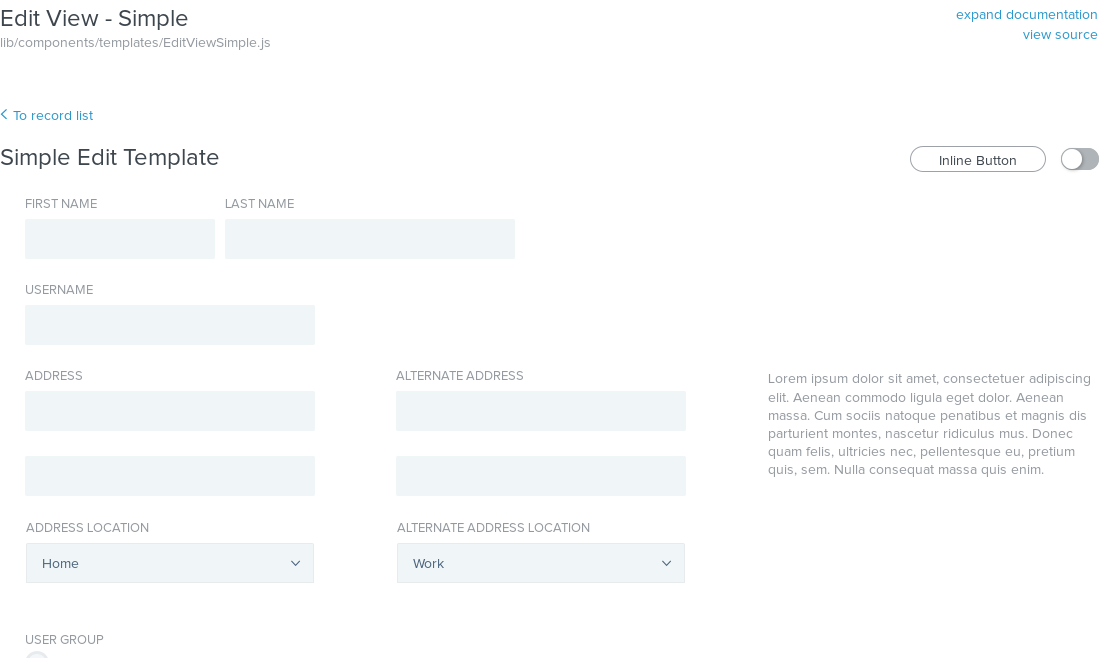 Edit View - Simple
expand documentation
lib/components/templates/EditViewSimple.js
view source
To record list
Simple Edit Template
Inline Button
FIRST NAME
LAST NAME
USERNAME
ADDRESS
ALTERNATE ADDRESS
Lorem ipsum dolor sit amet, consectetuer adipiscing
elit. Aenean commodo ligula eget dolor. Aenean
massa. Cum sociis natoque penatibus et magnis dis
parturient montes, nascetur ridiculus mus. Donec
quam felis, ultricies nec, pellentesque eu, pretium
quis, sem. Nulla consequat massa quis enim.
ADDRESS LOCATION
ALTERNATE ADDRESS LOCATION
Home
Work
USER GROUP